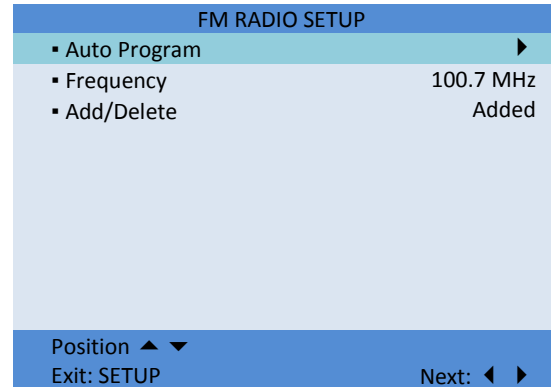 FM RADIO SETUP
▪ Auto Program ▶
▪ Frequency 100.7 MHz
▪ Add/Delete Added
Position ▲ ▼
Exit: SETUP Next: ◀ ▶